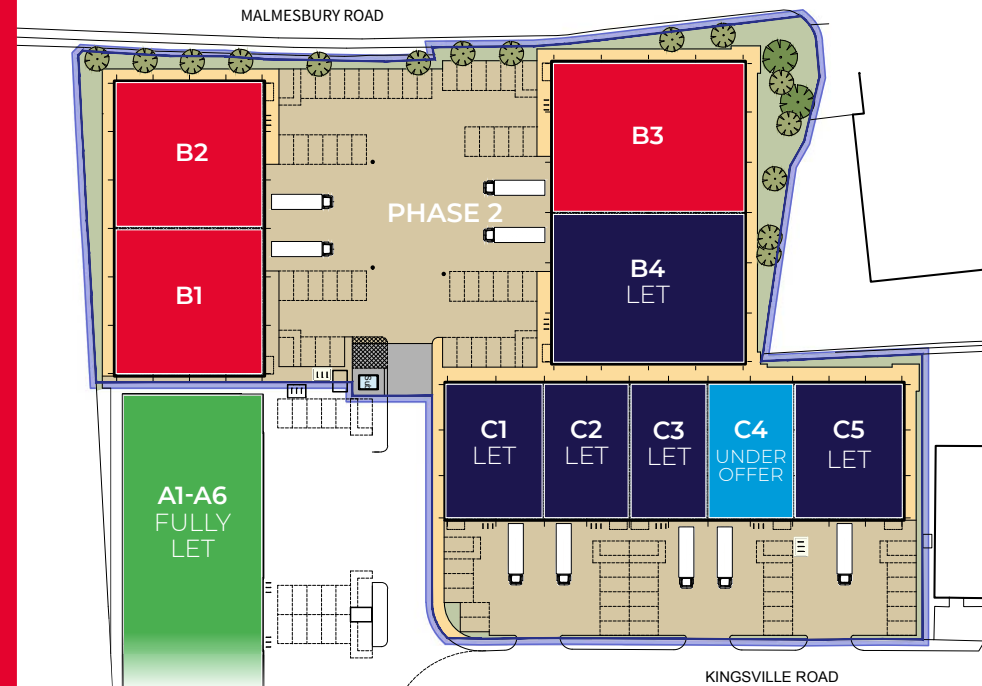 MALMESBURY ROAD
B2
B3
PHASE 2
B1
B4
LET
Sub
C1
LET
C2
LET
C3
LET
C4
UNDER
OFFER
C5
LET
A1-A6
FULLY
LET
KINGSVILLE ROAD